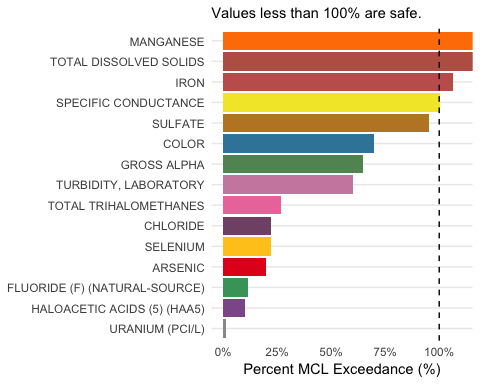 Values less than 100% are safe.
MANGANESE
TOTAL DISSOLVED SOLIDS
IRON
SPECIFIC CONDUCTANCE
SULFATE
COLOR
GROSS ALPHA
TURBIDITY, LABORATORY
TOTAL TRIHALOMETHANES
CHLORIDE
SELENIUM
ARSENIC
FLUORIDE (F) (NATURAL-SOURCE)
HALOACETIC ACIDS (5) (HAA5)
URANIUM (PCI/L)
0% 25% 50% 75% 100%
Percent MCL Exceedance (%)